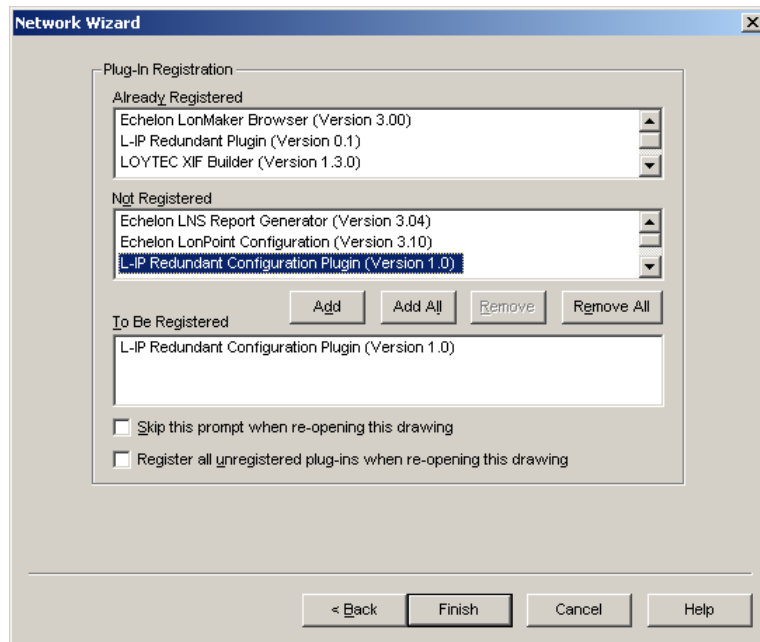 Network Wizard
Plug-In Registration
Already Registered
Echelon LonMaker Browser (Version 3.00)
L-IP Redundant Plugin (Version 0.1)
LOYTEC XIF Builder (Version 1.3.0)
Not Registered
Echelon LNS Report Generator (Version 3.04)
Echelon LonPoint Configuration (Version 3.10)
L-IP Redundant Configuration Plugin (Version 1.0)
Add Add All Remove Remove All
To Be Registered
L-IP Redundant Configuration Plugin (Version 1.0)
Skip this prompt when re-opening this drawing
Register all unregistered plug-ins when re-opening this drawing
< Back Finish Cancel Help